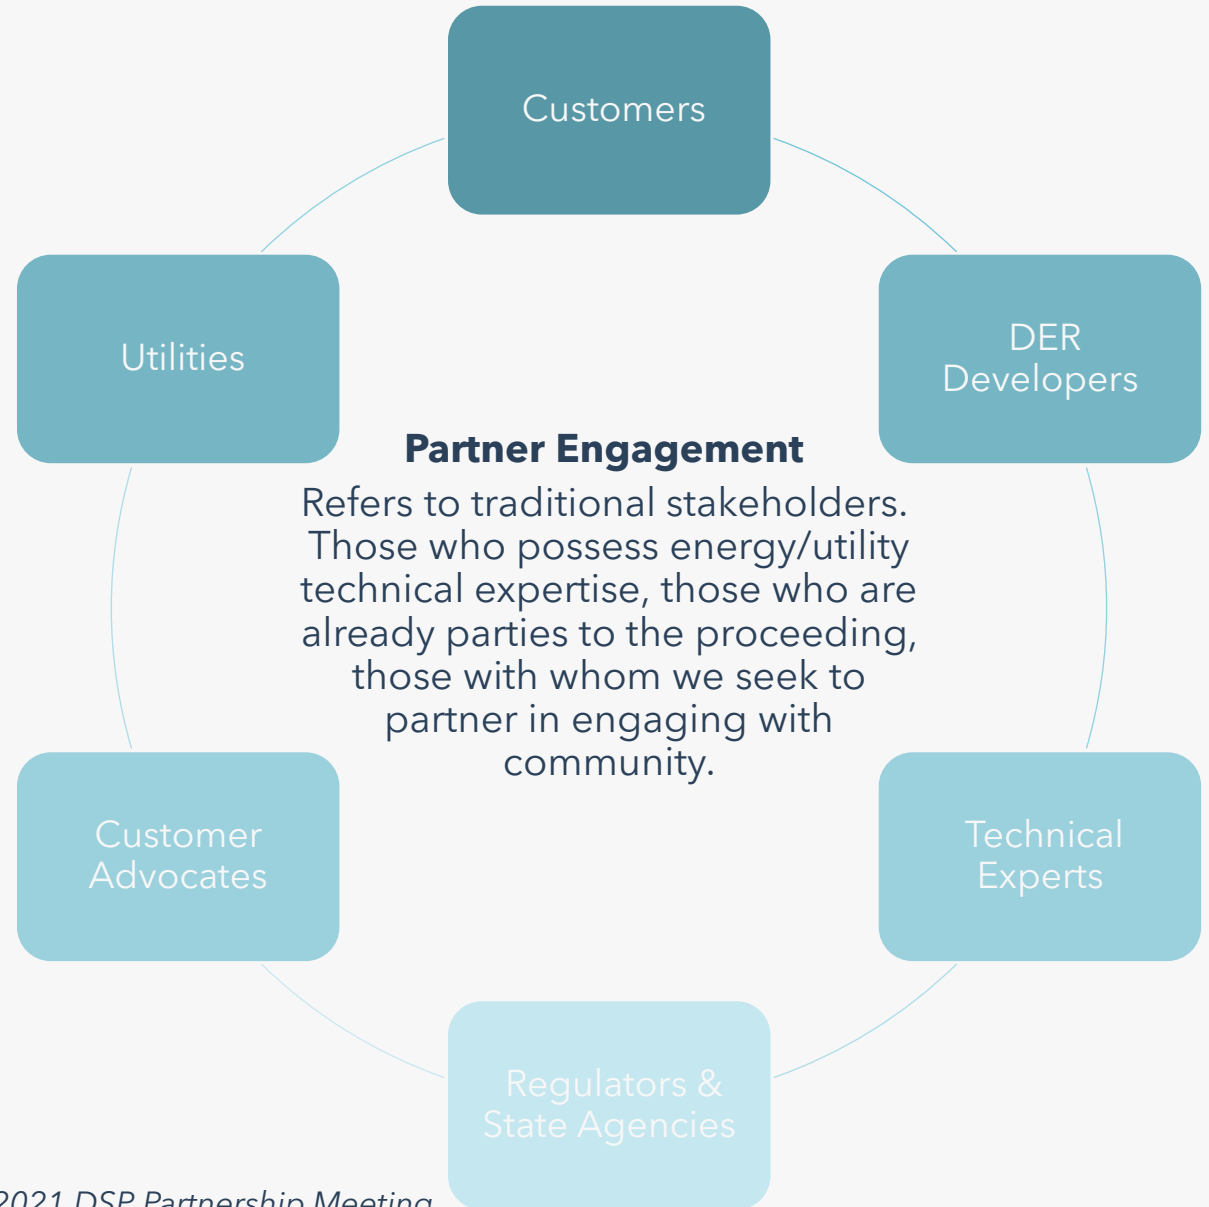 Customers
Utilities
DER
Developers
Partner Engagement
Refers to traditional stakeholders.
Those who possess energy/utility
technical expertise, those who are
already parties to the proceeding,
those with whom we seek to
partner in engaging with
community.
Customer
Advocates
Technical
Experts
Regulators &
State Agencies
2021 DSP Partnership Meeting